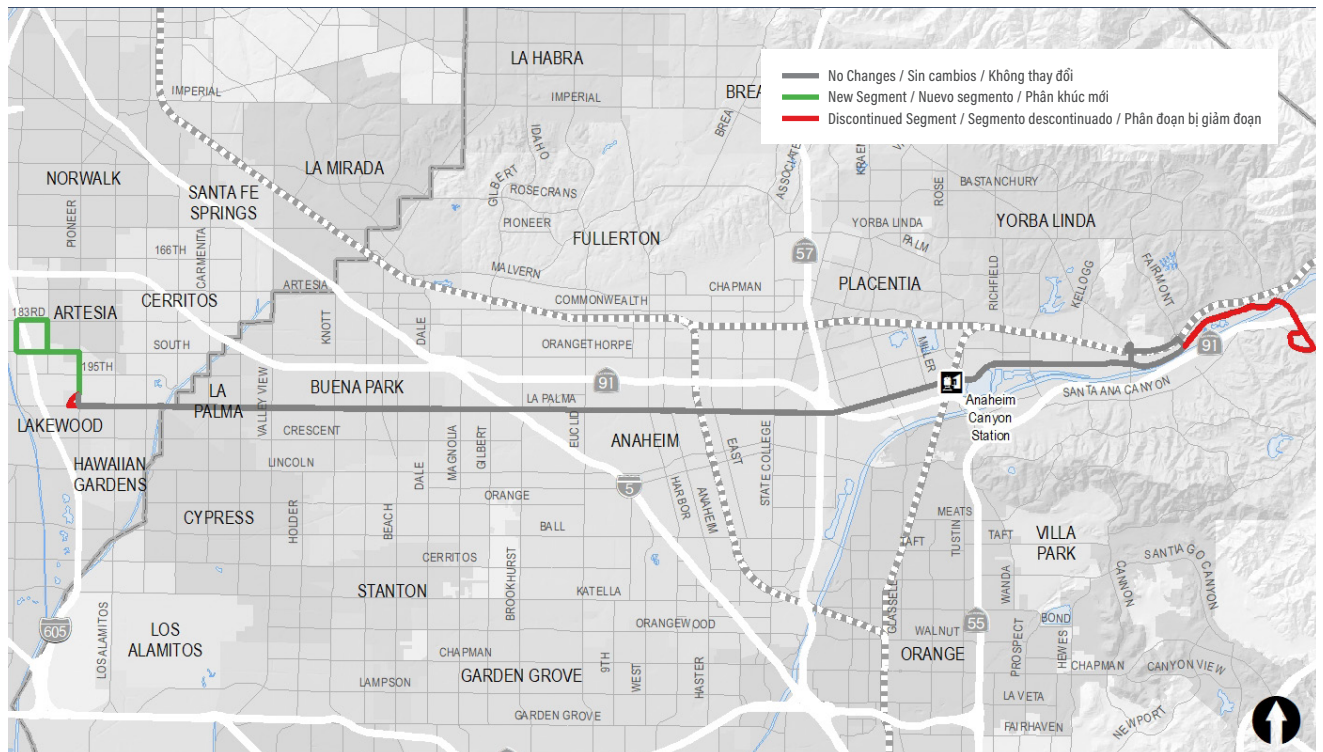 No Changes / Sin cambios / Không thay đổi
New Segment / Nuevo segmento / Phân khúc mới
Discontinued Segment / Segmento descontinuado / Phân đoạn bị giảm đoạn
LA HABRA
IMPERIAL
IMPERIAL
BREA
BREA
ASSOCIATE
IDAHO
GILBERT
ROSECRANS
PIONEER
LA MIRADA
NORWALK
SANTA FE
SPRINGS
PIONEER
CARMENITA
166TH
ROSE
BASTANCHURY
YORBA LINDA
YORBA LINDA
PALM
FULLERTON
57
MALVERN
COMMONWEALTH
CHAPMAN
PLACENTIA
RICHFIELD
KELLOGG
FAIRMONT
ARTESIA
CERRITOS
183RD
ARTESIA
SOUTH
195TH
KNOTT
DALE
ORANGETHORPE
MILLER
91
91
SANTA ANA CANYON
LA
PALMA
VALLEY VIEW
BUENA PARK
LA PALMA
Anaheim
Canyon
Station
LAKEWOOD
CRESCENT
EUCLID
ANAHEIM
EAST
STATE COLLEGE
HAWAIIAN
GARDENS
LINCOLN
DALE
MAGNOLIA
GILBERT
HARBOR
ANAHEIM
5
CYPRESS
HOLDER
BEACH
ORANGE
BALL
MEATS
TUSTIN
TAFT
TAFT
VILLA
PARK
SANTIAGO
CANYON
CANNON
CERRITOS
BROOKHURST
STANTON
KATELLA
GLASSELL
WANDA
605
LOS ALAMITOS
LOS
ALAMITOS
ORANGEWOOD
55
WALNUT
BOND
HEWES
PROSPECT
ORANGE
CHAPMAN
CANYON VIEW
CHAPMAN
LAMPSON
GARDEN GROVE
9TH
WEST
HASTER
LA VETA
NEWPORT
GARDEN GROVE
FAIRHAVEN